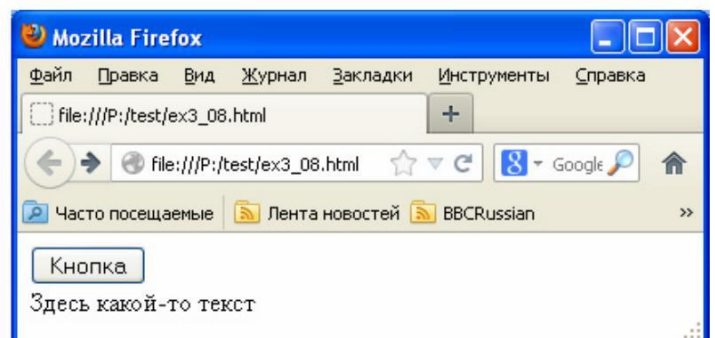 Mozilla Firefox
Файл Правка Вид Журнал Закладки Инструменты Справка
file:///P:/test/ex3_08.html +
file:///P:/test/ex3_08.html 8 Google
Часто посещаемые Лента новостей BBCRussian »
Кнопка
Здесь какой-то текст